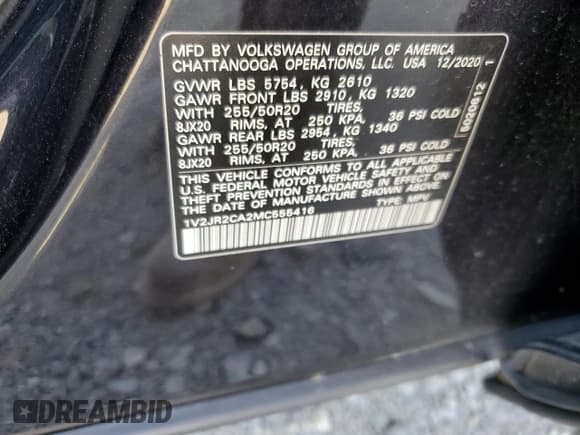 MFD BY VOLKSWAGEN GROUP OF AMERICA
CHATTANOOGA OPERATIONS, LLC. USA 12/2020
GVWR LBS 5754, KG 2610
GAWR FRONT LBS 2910, KG 1320
WITH 255/50R20 TIRES,
8JX20 RIMS, AT 250 KPA, 36 PSI COLD
GAWR REAR LBS 2954, KG 1340
WITH 255/50R20 TIRES,
8JX20 RIMS, AT 250 KPA, 36 PSI COLD
THIS VEHICLE CONFORMS TO ALL APPLICABLE
U.S. FEDERAL MOTOR VEHICLE SAFETY AND
THEFT PREVENTION STANDARDS IN EFFECT ON
THE DATE OF MANUFACTURE SHOWN ABOVE.
1V2JR2CA2MC555416 TYPE: MPV
5020612 1
DREAMBID